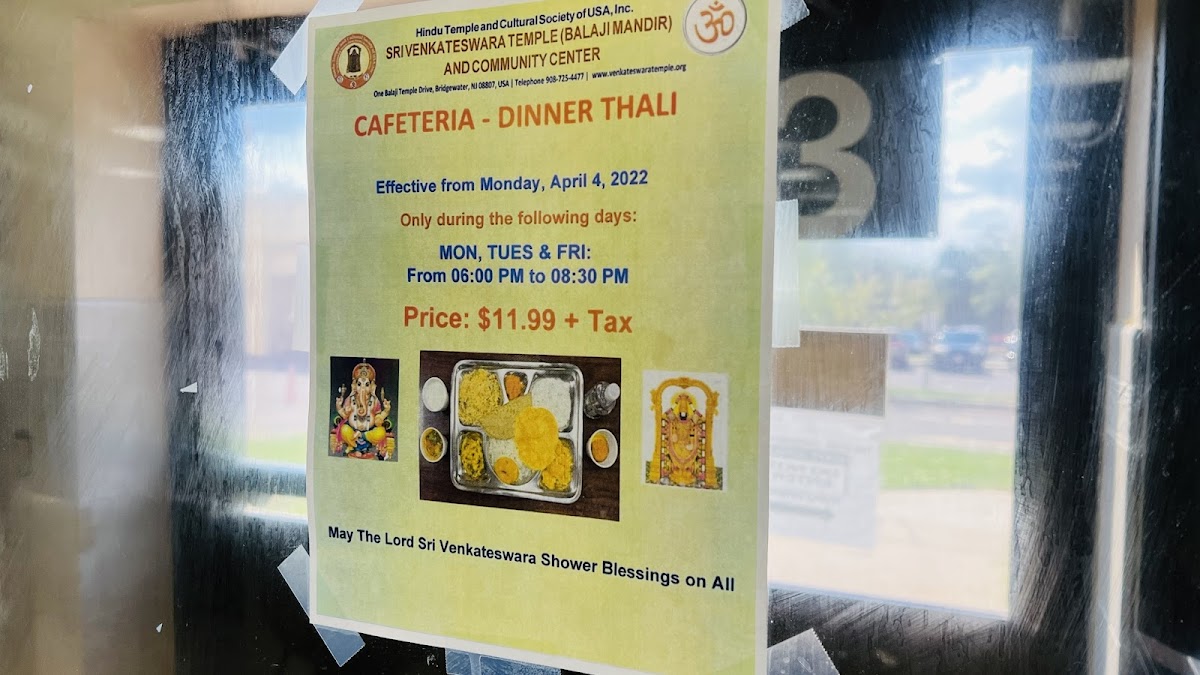 Hindu Temple and Cultural Society of USA, Inc.
SRI VENKATESWARA TEMPLE (BALAJI MANDIR)
AND COMMUNITY CENTER
One Balaji Temple Drive, Bridgewater, NJ 08807, USA | Telephone 908-725-4477 | www.venkateswaratemple.org
CAFETERIA - DINNER THALI
Effective from Monday, April 4, 2022
Only during the following days:
MON, TUES & FRI:
From 06:00 PM to 08:30 PM
Price: $11.99 + Tax
May The Lord Sri Venkateswara Shower Blessings on All
ॐ
3